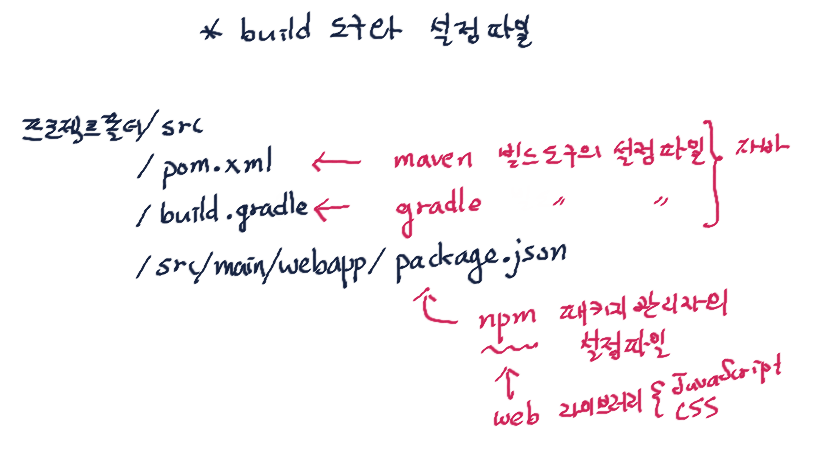 * build 도구와 설정파일
프로젝트폴더/src
/pom.xml ← maven 빌드도구의 설정파일 } 자바
/build.gradle ← gradle 〃 〃
/src/main/webapp/package.json
npm 패키지 관리자의
설정파일
web 라이브러리 { JavaScript
CSS